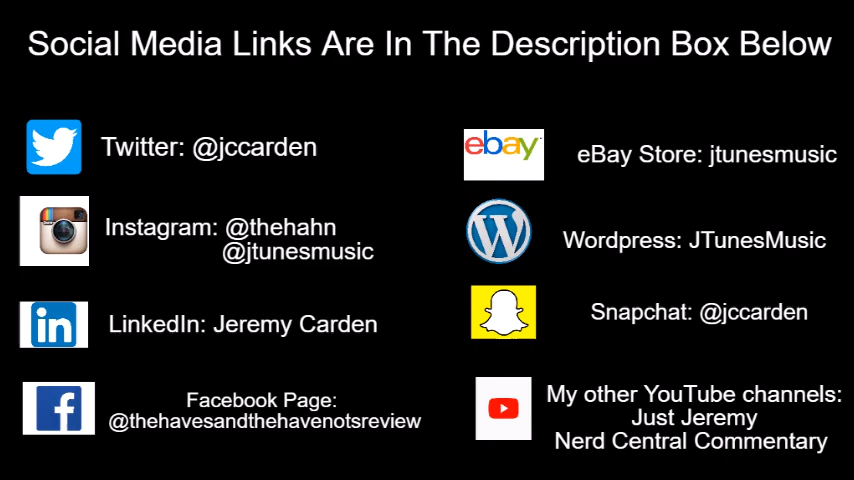 Social Media Links Are In The Description Box Below
Twitter: @jccarden
Instagram: @thehahn
@jtunesmusic
in
LinkedIn: Jeremy Carden
f
Facebook Page:
@thehavesandthehavenotsreview
ebay
eBay Store: jtunesmusic
W
Wordpress: JTunesMusic
Snapchat: @jccarden
My other YouTube channels:
Just Jeremy
Nerd Central Commentary